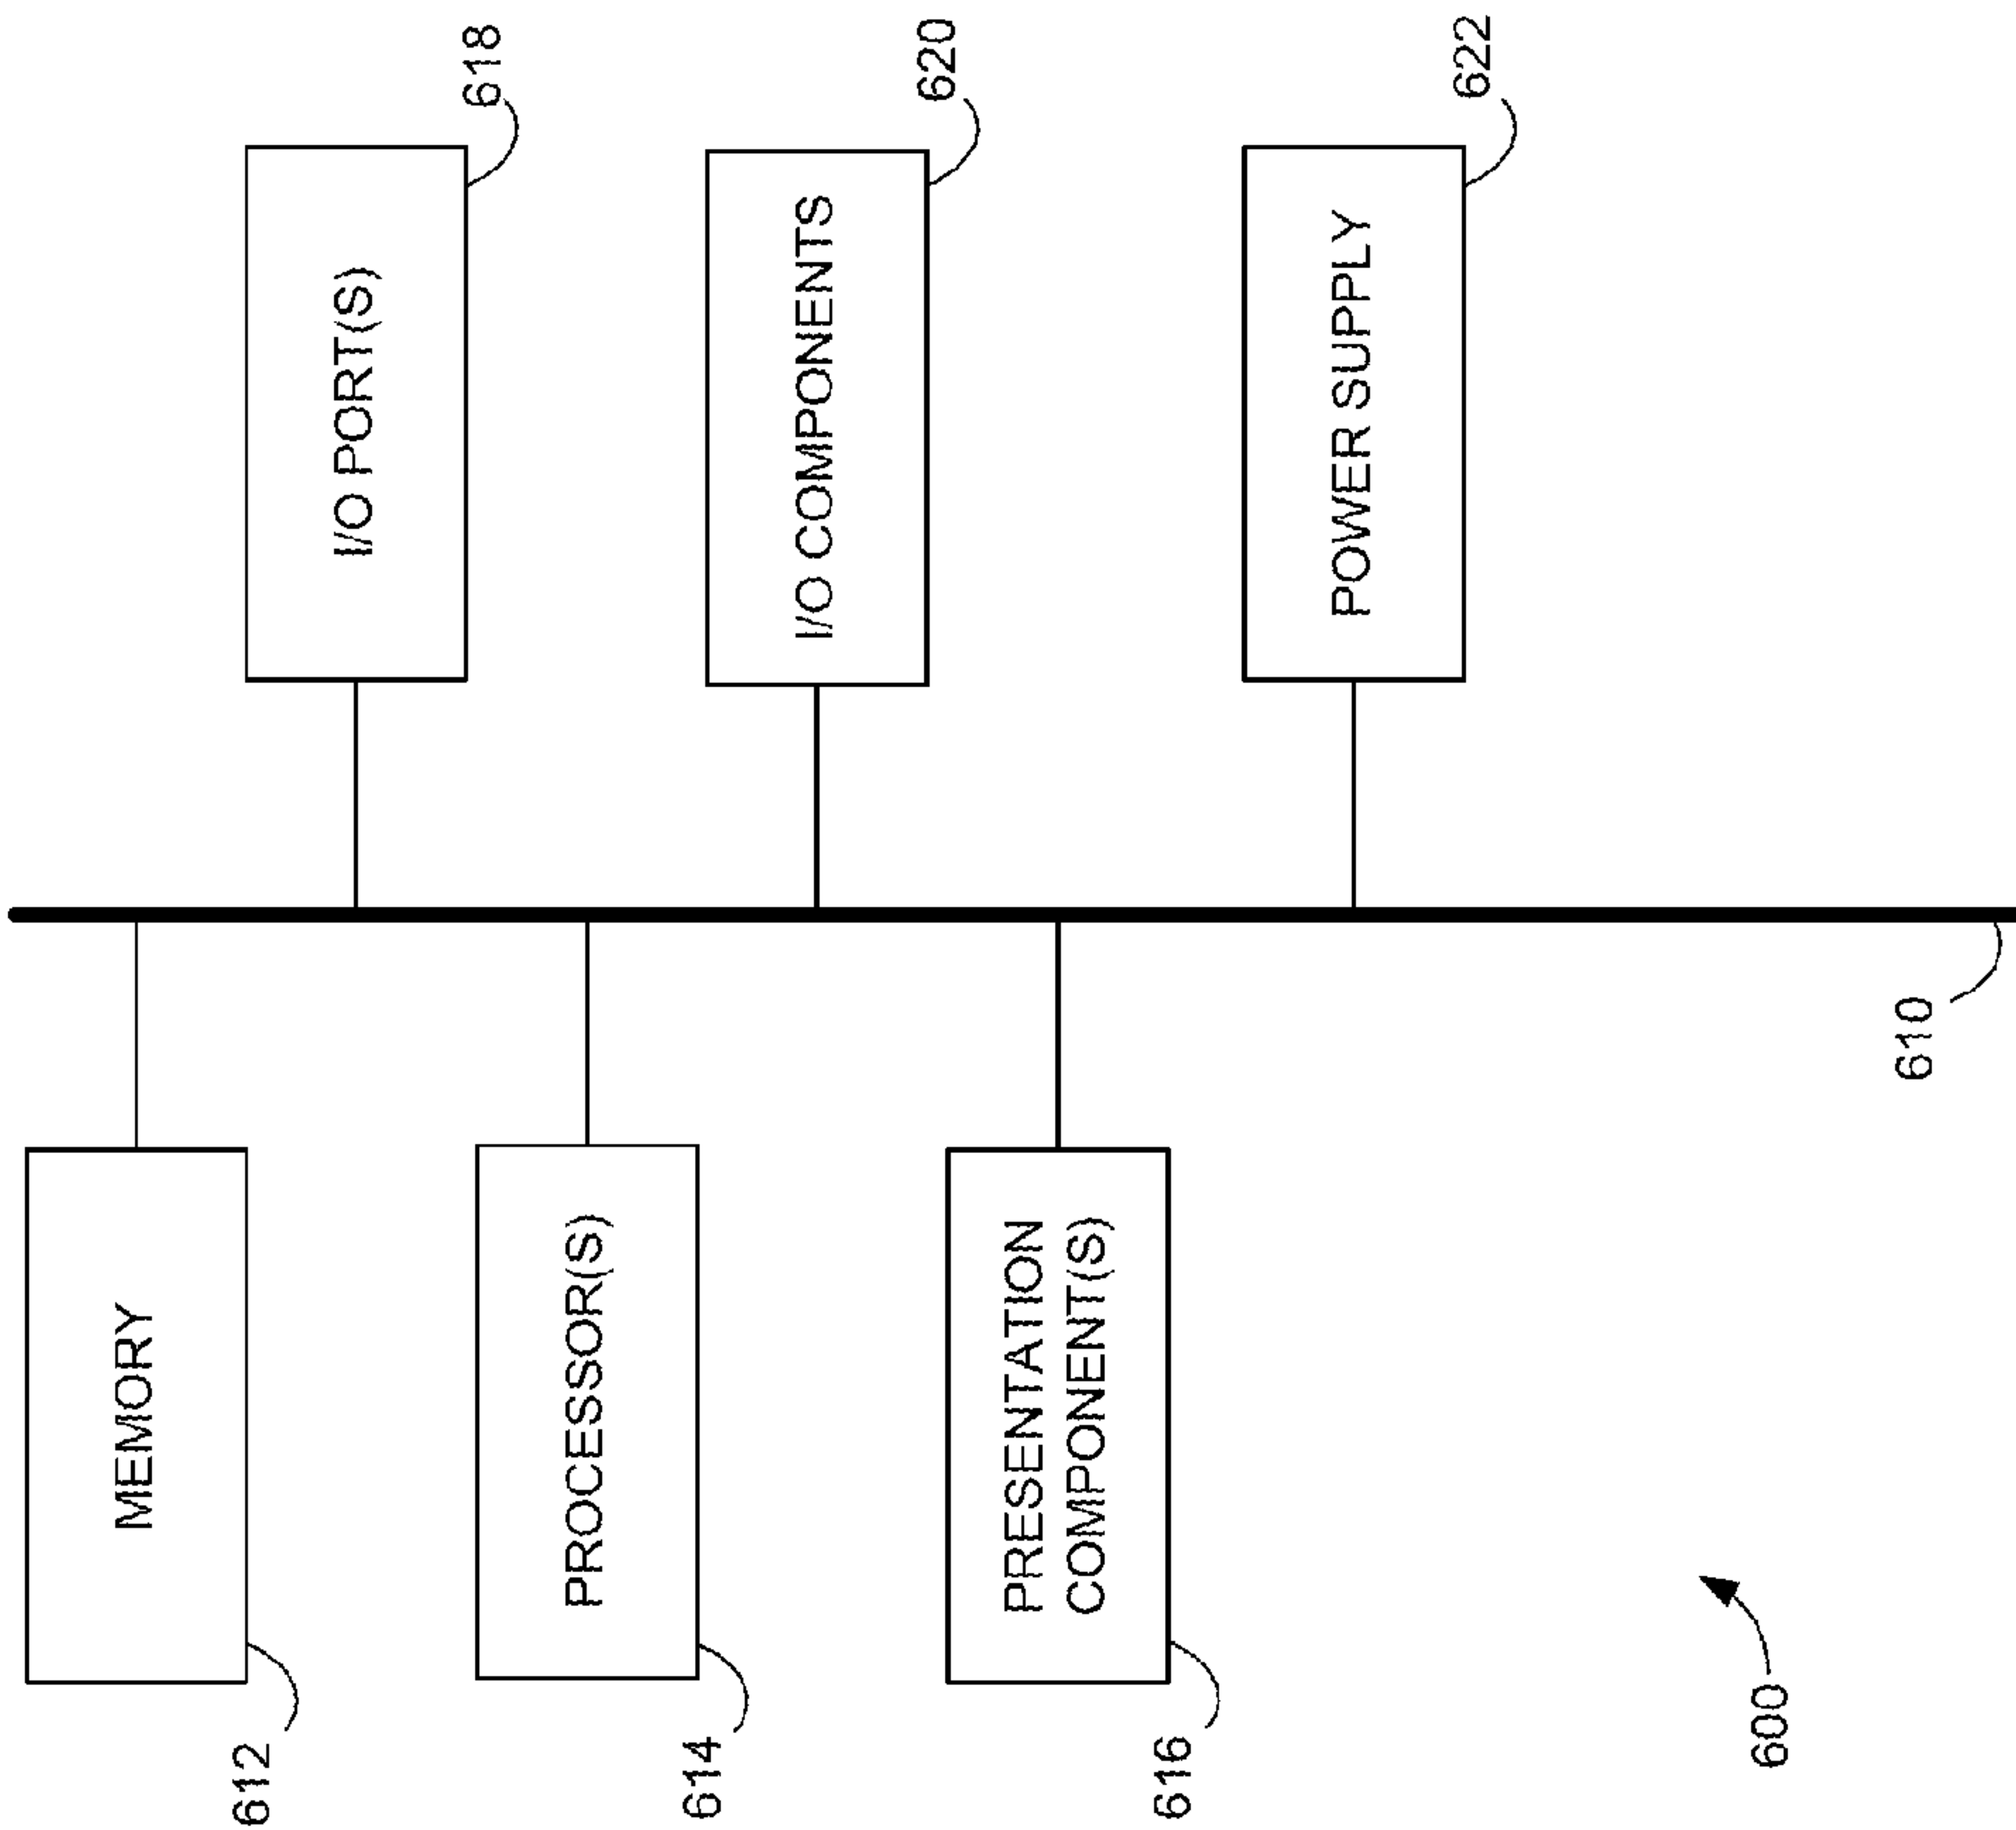 MEMORY
612
I/O PORT(S)
618
PROCESSOR(S)
614
I/O COMPONENTS
620
PRESENTATION
COMPONENT(S)
616
POWER SUPPLY
622
600
610